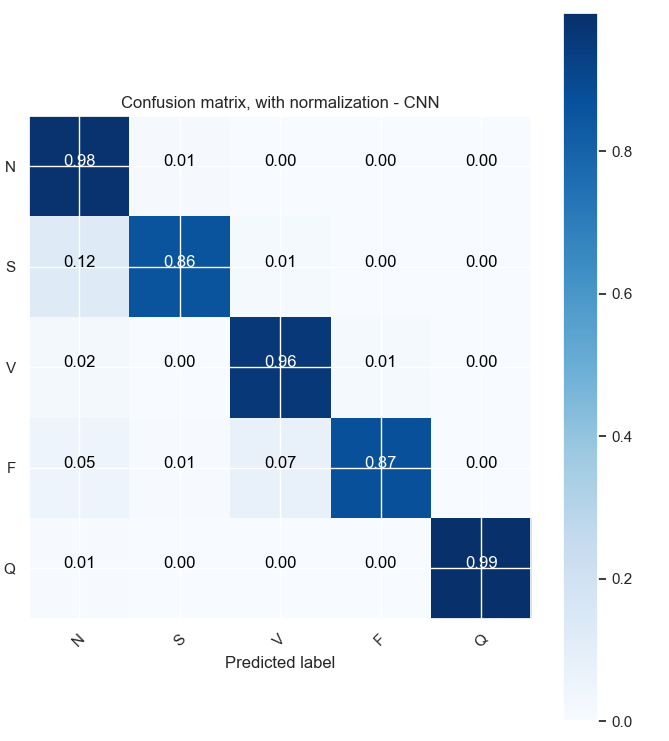 Confusion matrix, with normalization - CNN
N 0.98 0.01 0.00 0.00 0.00
S 0.12 0.86 0.01 0.00 0.00
V 0.02 0.00 0.96 0.01 0.00
F 0.05 0.01 0.07 0.87 0.00
Q 0.01 0.00 0.00 0.00 0.99
N S V F Q
Predicted label
0.8
0.6
0.4
0.2
0.0